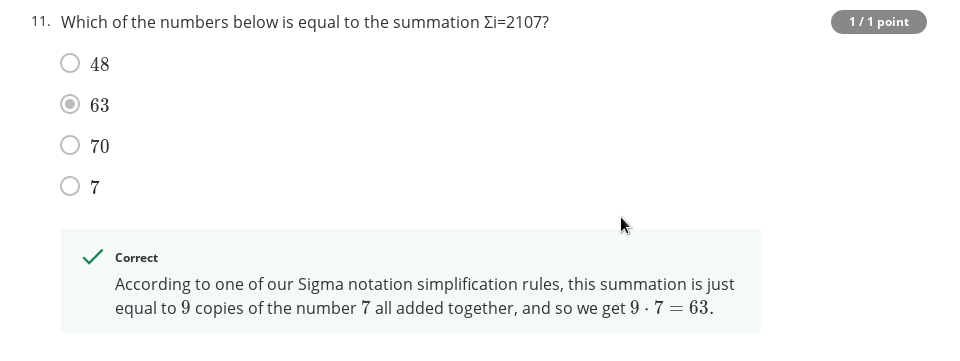 11. Which of the numbers below is equal to the summation Σi=2107?
1 / 1 point
48
63
70
7
Correct
According to one of our Sigma notation simplification rules, this summation is just
equal to 9 copies of the number 7 all added together, and so we get 9 · 7 = 63.